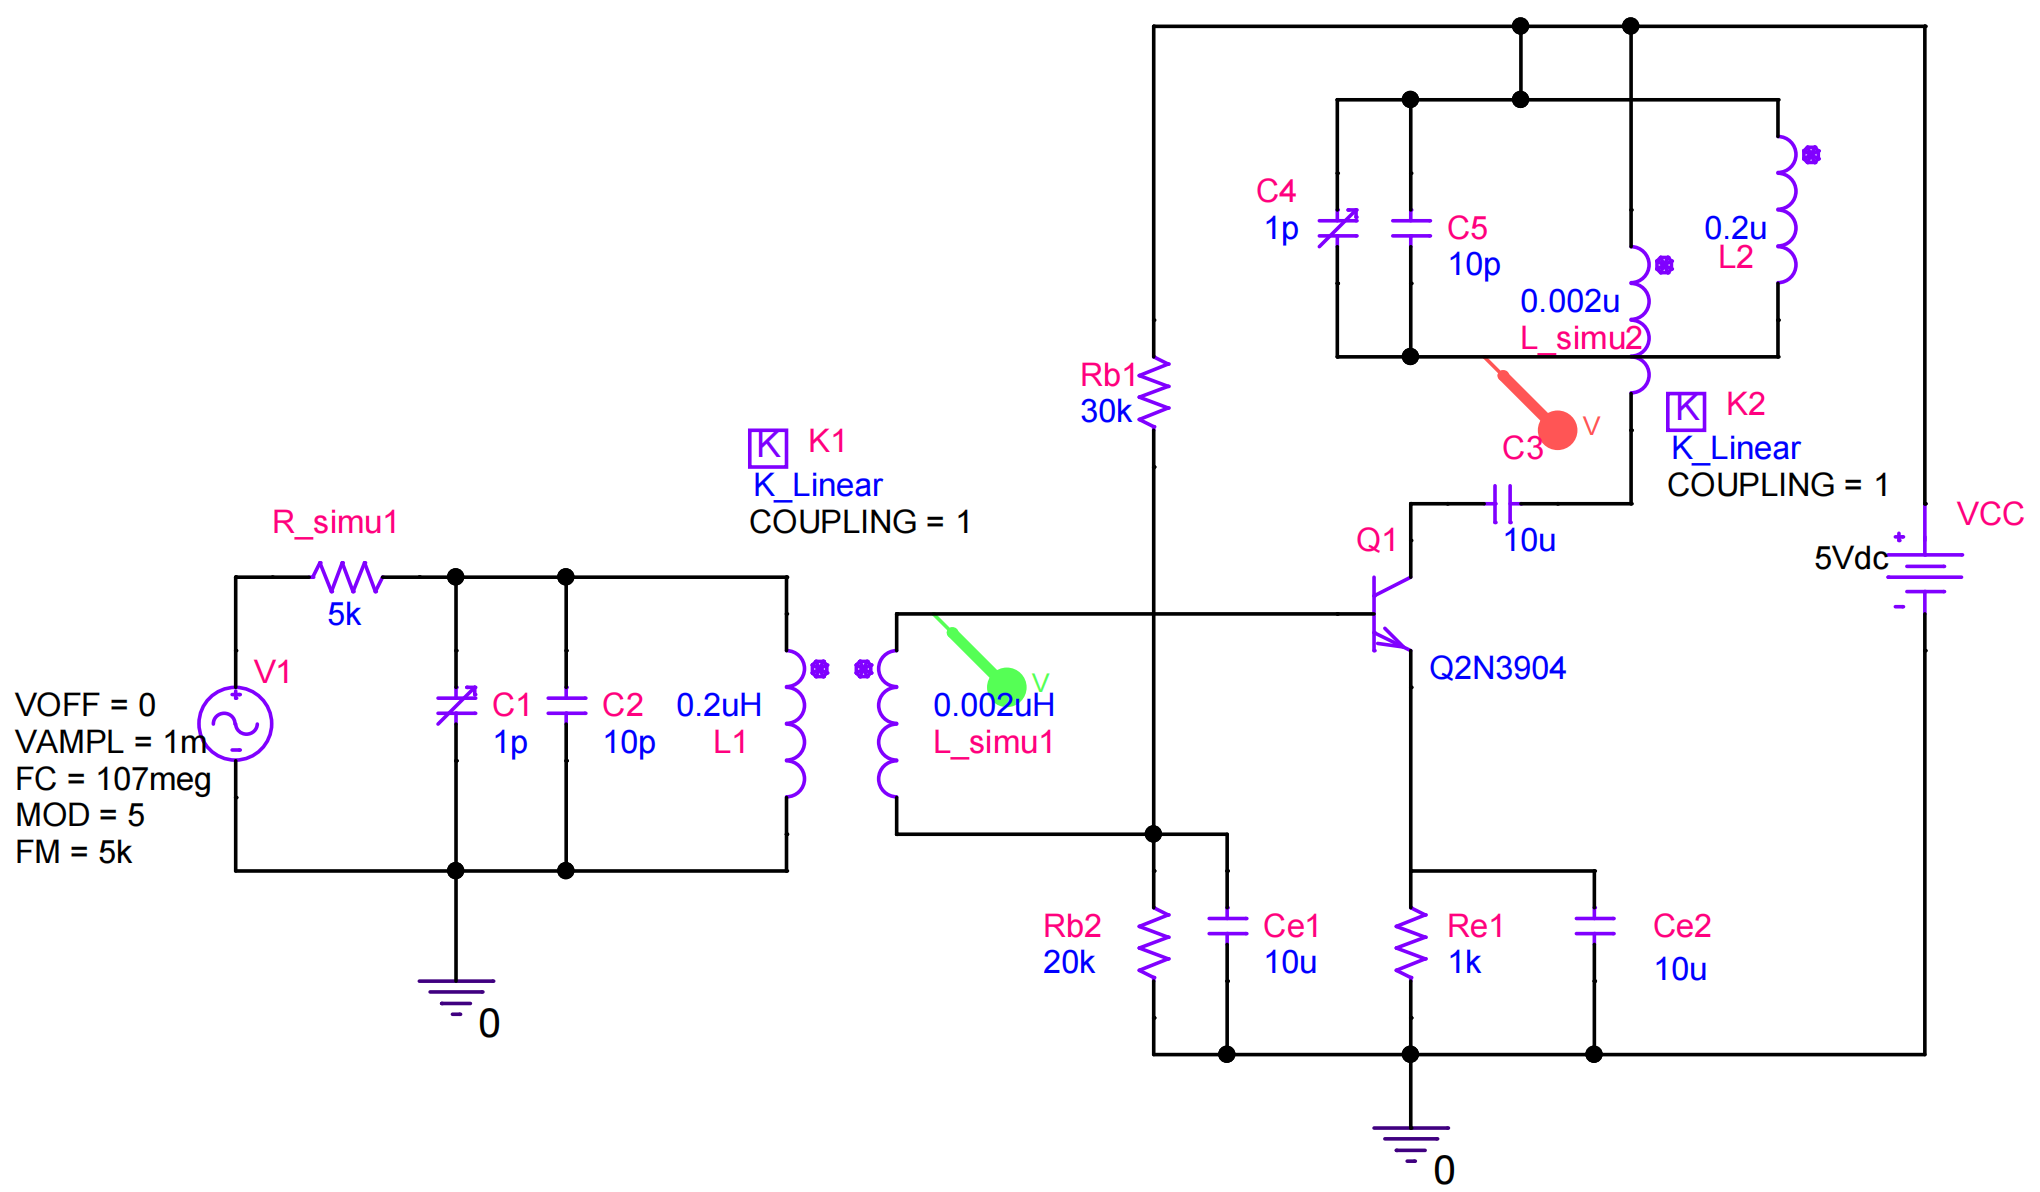 C4
1p
C5
10p
0.2u
L2
0.002u
L_simu2
Rb1
30k
V
K K2
K_Linear
COUPLING = 1
C3
10u
K K1
K_Linear
COUPLING = 1
VCC
+
5Vdc
-
R_simu1
5k
Q1
Q2N3904
V1
+
-
VOFF = 0
VAMPL = 1m
FC = 107meg
MOD = 5
FM = 5k
C1
1p
C2
10p
0.2uH
L1
V
0.002uH
L_simu1
Rb2
20k
Ce1
10u
Re1
1k
Ce2
10u
0
0